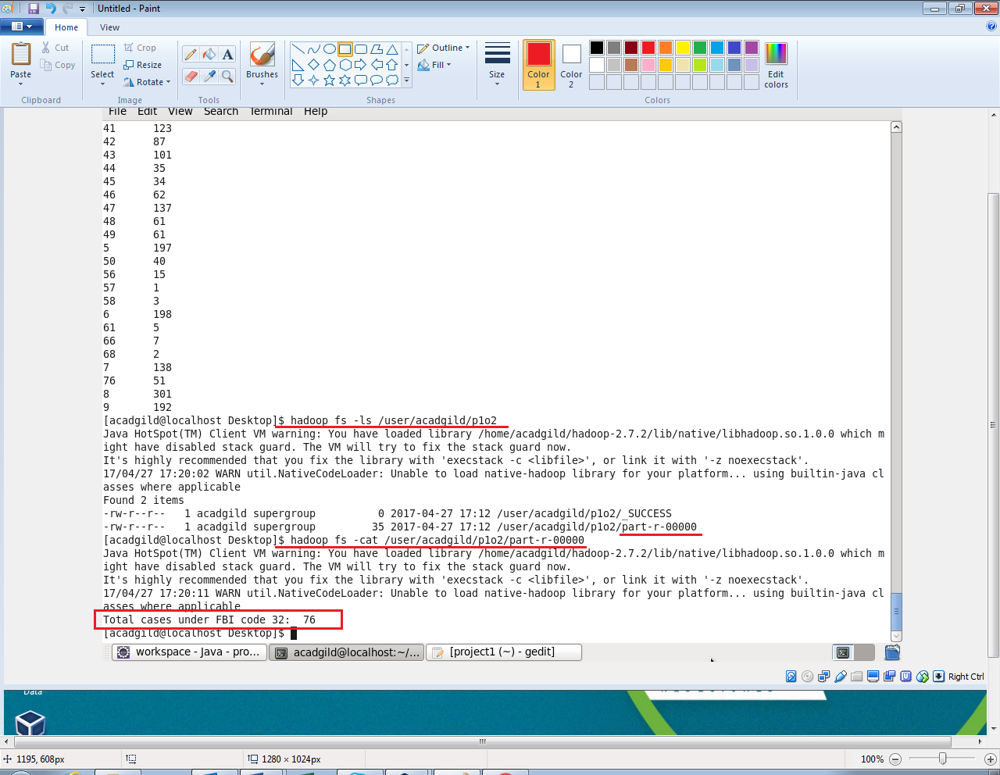 Untitled - Paint
Home
View
Paste
Cut
Copy
Clipboard
Select
Crop
Resize
Rotate
Image
Tools
Brushes
Shapes
Outline
Fill
Size
Color 1
Color 2
Edit colors
Colors
File Edit View Search Terminal Help
41 123
42 87
43 101
44 35
45 34
46 62
47 137
48 61
49 61
5 197
50 40
56 15
57 1
58 3
6 198
61 5
66 7
68 2
7 138
76 51
8 301
9 192
[acadgild@localhost Desktop]$ hadoop fs -ls /user/acadgild/p1o2
Java HotSpot(TM) Client VM warning: You have loaded library /home/acadgild/hadoop-2.7.2/lib/native/libhadoop.so.1.0.0 which m
ight have disabled stack guard. The VM will try to fix the stack guard now.
It's highly recommended that you fix the library with 'execstack -c <libfile>', or link it with '-z noexecstack'.
17/04/27 17:20:02 WARN util.NativeCodeLoader: Unable to load native-hadoop library for your platform... using builtin-java cl
asses where applicable
Found 2 items
-rw-r--r-- 1 acadgild supergroup 0 2017-04-27 17:12 /user/acadgild/p1o2/_SUCCESS
-rw-r--r-- 1 acadgild supergroup 35 2017-04-27 17:12 /user/acadgild/p1o2/part-r-00000
[acadgild@localhost Desktop]$ hadoop fs -cat /user/acadgild/p1o2/part-r-00000
Java HotSpot(TM) Client VM warning: You have loaded library /home/acadgild/hadoop-2.7.2/lib/native/libhadoop.so.1.0.0 which m
ight have disabled stack guard. The VM will try to fix the stack guard now.
It's highly recommended that you fix the library with 'execstack -c <libfile>', or link it with '-z noexecstack'.
17/04/27 17:20:11 WARN util.NativeCodeLoader: Unable to load native-hadoop library for your platform... using builtin-java cl
asses where applicable
Total cases under FBI code 32: 76
[acadgild@localhost Desktop]$
workspace - Java - pro...
acadgild@localhost:~/...
[project1 (~) - gedit]
Right Ctrl
Data
1195, 608px
1280 × 1024px
100%